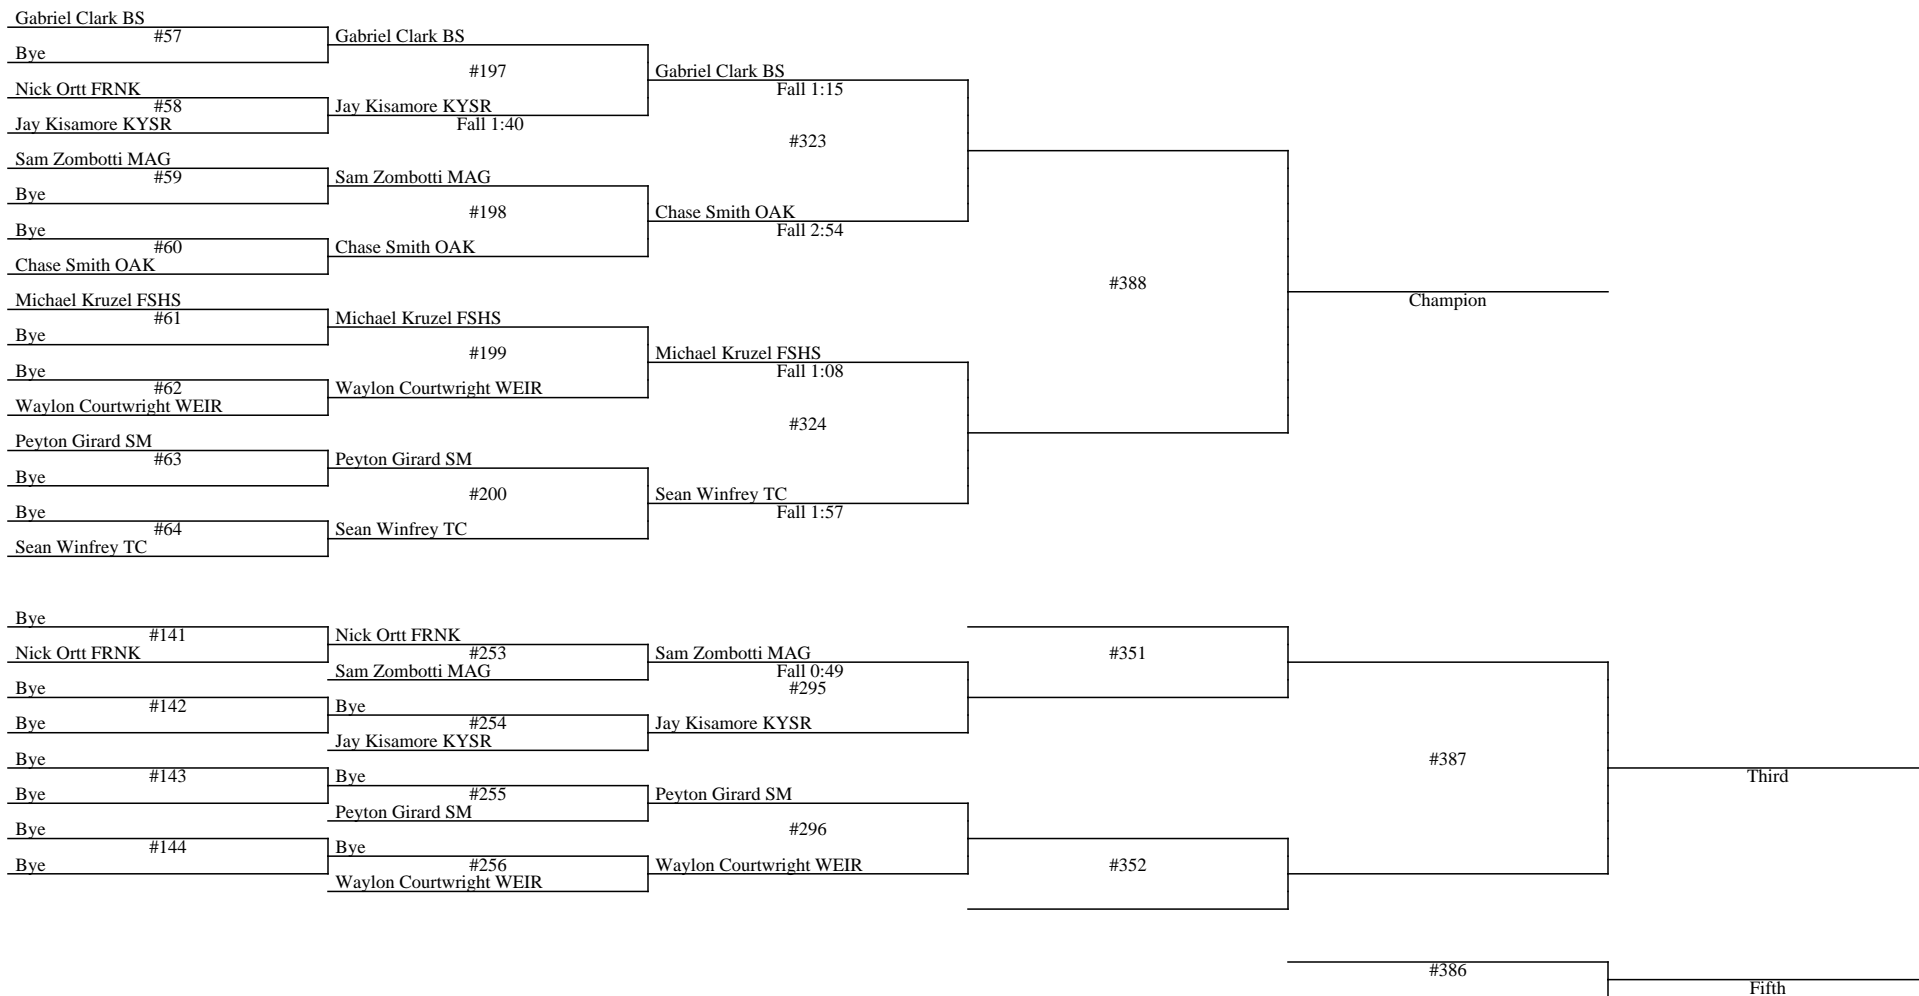 Gabriel Clark BS
#57
Bye
Nick Ortt FRNK
#58
Jay Kisamore KYSR
Sam Zombotti MAG
#59
Bye
Bye
#60
Chase Smith OAK
Michael Kruzel FSHS
#61
Bye
Bye
#62
Waylon Courtwright WEIR
Peyton Girard SM
#63
Bye
Bye
#64
Sean Winfrey TC
Gabriel Clark BS
#197
Jay Kisamore KYSR
Fall 1:40
Sam Zombotti MAG
#198
Chase Smith OAK
Michael Kruzel FSHS
#199
Waylon Courtwright WEIR
Peyton Girard SM
#200
Sean Winfrey TC
Gabriel Clark BS
Fall 1:15
#323
Chase Smith OAK
Fall 2:54
Michael Kruzel FSHS
Fall 1:08
#324
Sean Winfrey TC
Fall 1:57
#388
Champion
Bye
#141
Nick Ortt FRNK
Bye
#142
Bye
Bye
#143
Bye
Bye
#144
Bye
Nick Ortt FRNK
#253
Sam Zombotti MAG
Bye
#254
Jay Kisamore KYSR
Bye
#255
Peyton Girard SM
Bye
#256
Waylon Courtwright WEIR
Sam Zombotti MAG
Fall 0:49
#295
Jay Kisamore KYSR
Peyton Girard SM
#296
Waylon Courtwright WEIR
#351
#352
#387
Third
#386
Fifth